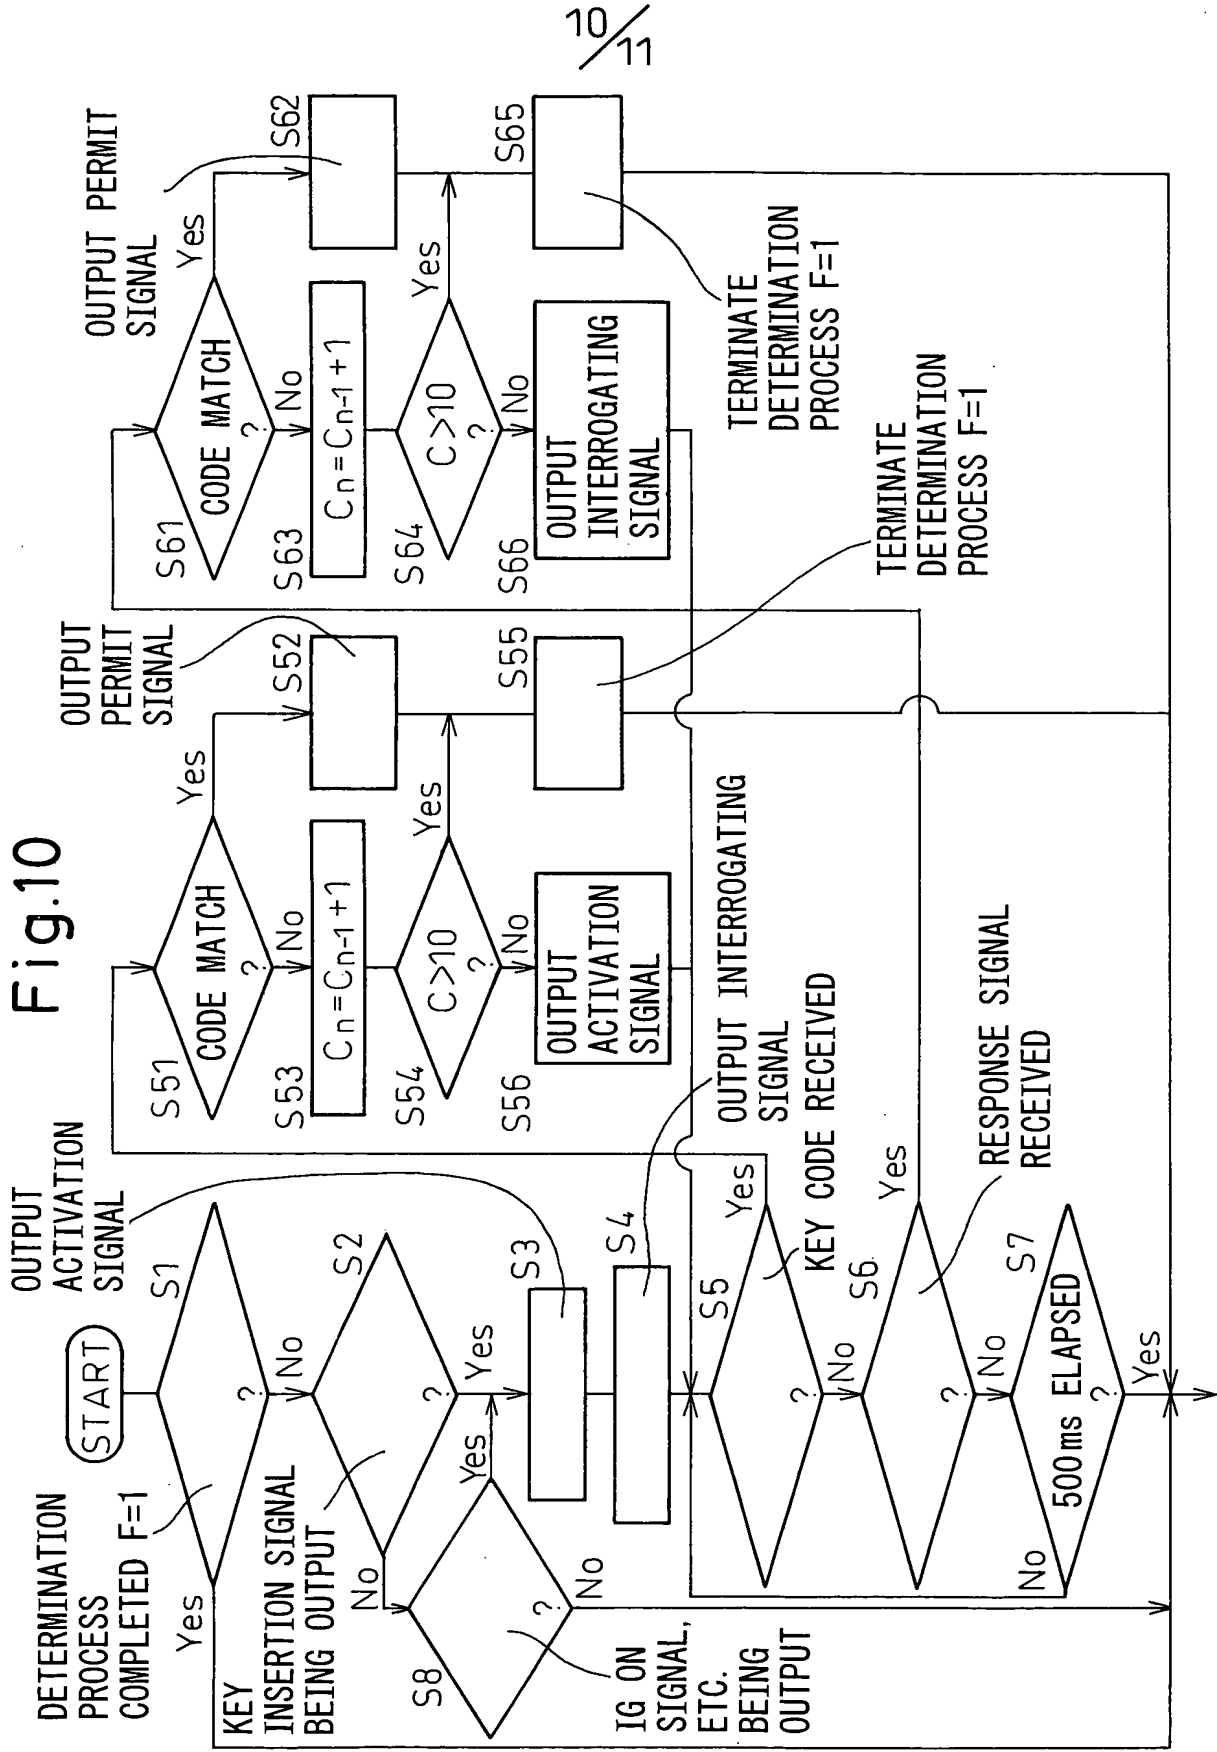 10/11
Fig.10
START
DETERMINATION
PROCESS
COMPLETED F=1
S1
?
Yes
No
KEY
INSERTION SIGNAL
BEING OUTPUT
S2
?
No
Yes
S8
?
Yes
No
IG ON
SIGNAL,
ETC.
BEING
OUTPUT
OUTPUT
ACTIVATION
SIGNAL
S3
S4
OUTPUT INTERROGATING
SIGNAL
S5
?
Yes
No
KEY CODE RECEIVED
S6
?
Yes
No
RESPONSE SIGNAL
RECEIVED
S7
500ms ELAPSED
?
No
Yes
S51
CODE MATCH
?
Yes
No
OUTPUT
PERMIT
SIGNAL
S52
S53
Cn=Cn-1+1
S54
C>10
?
Yes
No
S55
TERMINATE
DETERMINATION
PROCESS F=1
S56
OUTPUT
ACTIVATION
SIGNAL
S61
CODE MATCH
?
Yes
No
OUTPUT PERMIT
SIGNAL
S62
S63
Cn=Cn-1+1
S64
C>10
?
Yes
No
S65
TERMINATE
DETERMINATION
PROCESS F=1
S66
OUTPUT
INTERROGATING
SIGNAL